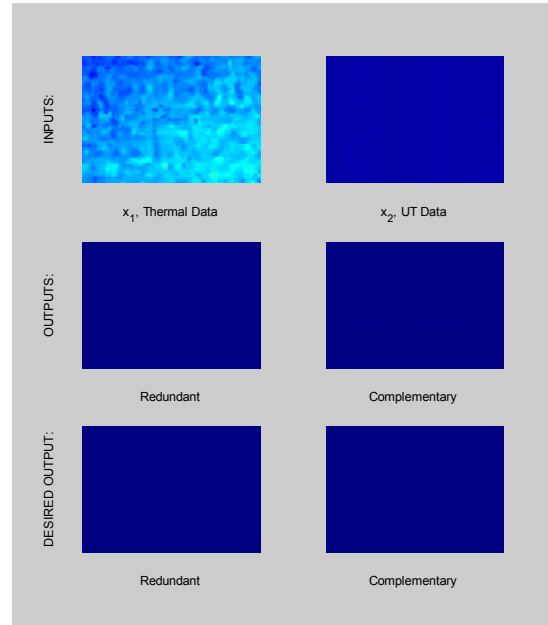 INPUTS:
x1, Thermal Data
x2, UT Data
OUTPUTS:
Redundant
Complementary
DESIRED OUTPUT:
Redundant
Complementary